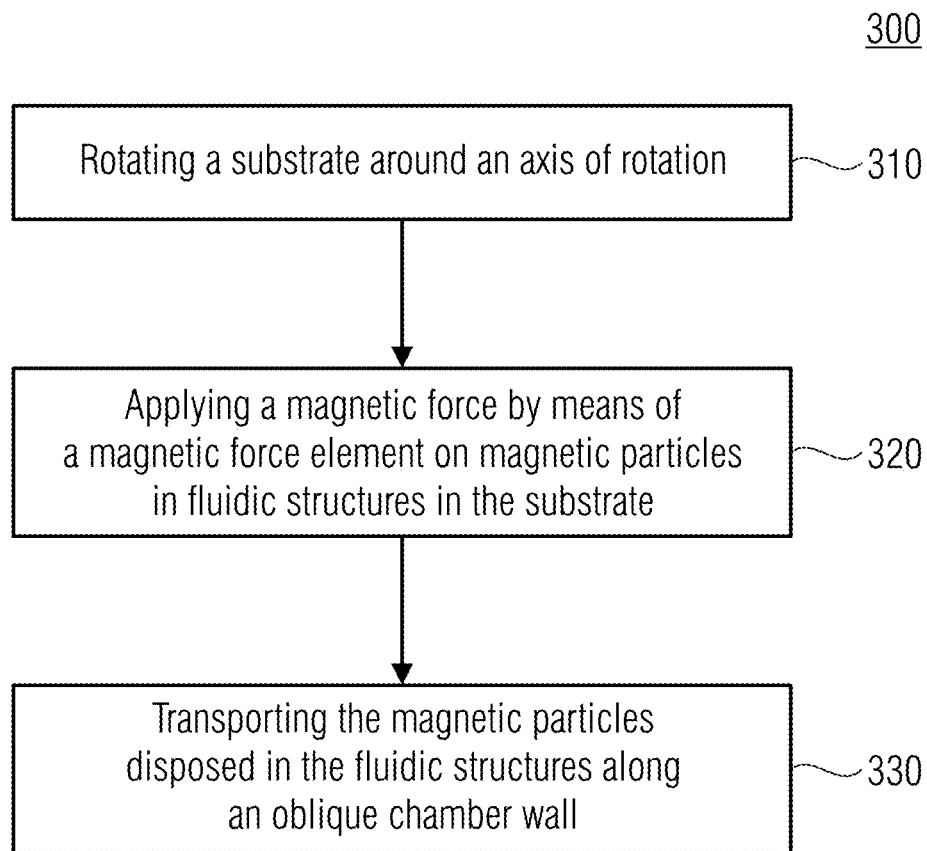 300
Rotating a substrate around an axis of rotation
310
Applying a magnetic force by means of
a magnetic force element on magnetic particles
in fluidic structures in the substrate
320
Transporting the magnetic particles
disposed in the fluidic structures along
an oblique chamber wall
330